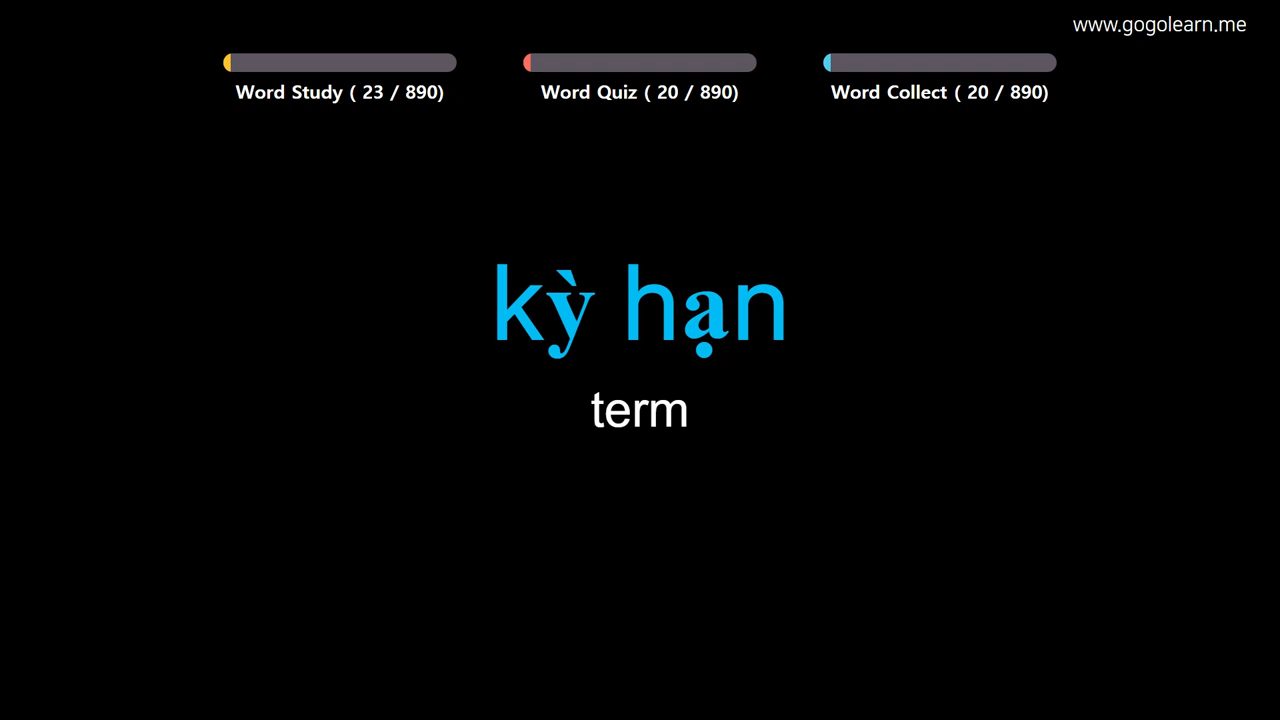 www.gogolearn.me
Word Study ( 23 / 890)
Word Quiz ( 20 / 890)
Word Collect ( 20 / 890)
kỳ hạn
term